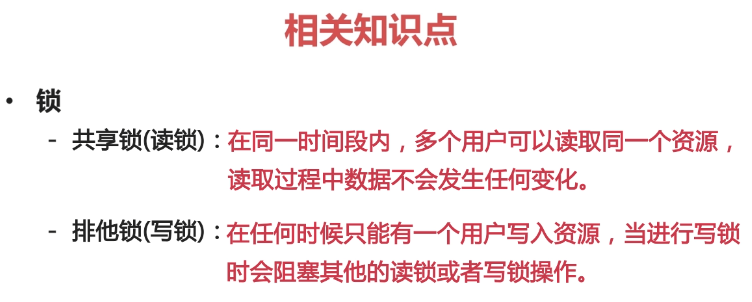 相关知识点
• 锁
- 共享锁(读锁)：在同一时间段内，多个用户可以读取同一个资源，
读取过程中数据不会发生任何变化。
- 排他锁(写锁)：在任何时候只能有一个用户写入资源，当进行写锁
时会阻塞其他的读锁或者写锁操作。